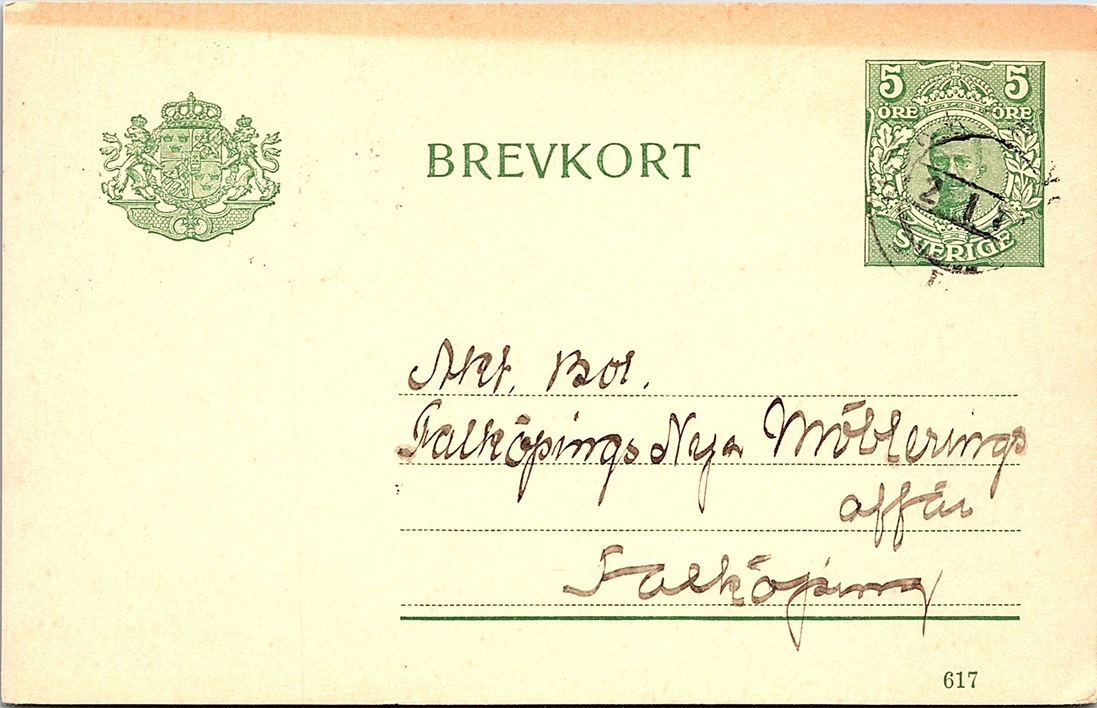 BREVKORT
5 5
ÖRE ÖRE
SVERIGE
Akt. Bol.
Falköpings Nya Möblerings
affär
Falköping
617